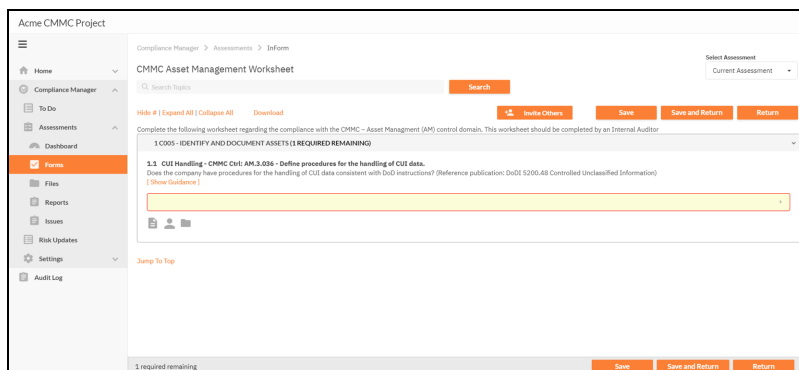 Acme CMMC Project
Compliance Manager > Assessments > InForm
Select Assessment
Home
CMMC Asset Management Worksheet
Current Assessment
Compliance Manager
Search Topics
Search
To Do
Hide # | Expand All | Collapse All
Download
Invite Others
Save
Save and Return
Return
Assessments
Complete the following worksheet regarding the compliance with the CMMC – Asset Managment (AM) control domain. This worksheet should be completed by an Internal Auditor
Dashboard
1 C005 - IDENTIFY AND DOCUMENT ASSETS (1 REQUIRED REMAINING)
Forms
1.1 CUI Handling - CMMC Ctrl: AM.3.036 - Define procedures for the handling of CUI data.
Does the company have procedures for the handling of CUI data consistent with DoD instructions? (Reference publication: DoDI 5200.48 Controlled Unclassified Information)
Files
[ Show Guidance ]
Reports
Issues
Risk Updates
Settings
Jump To Top
Audit Log
1 required remaining
Save
Save and Return
Return